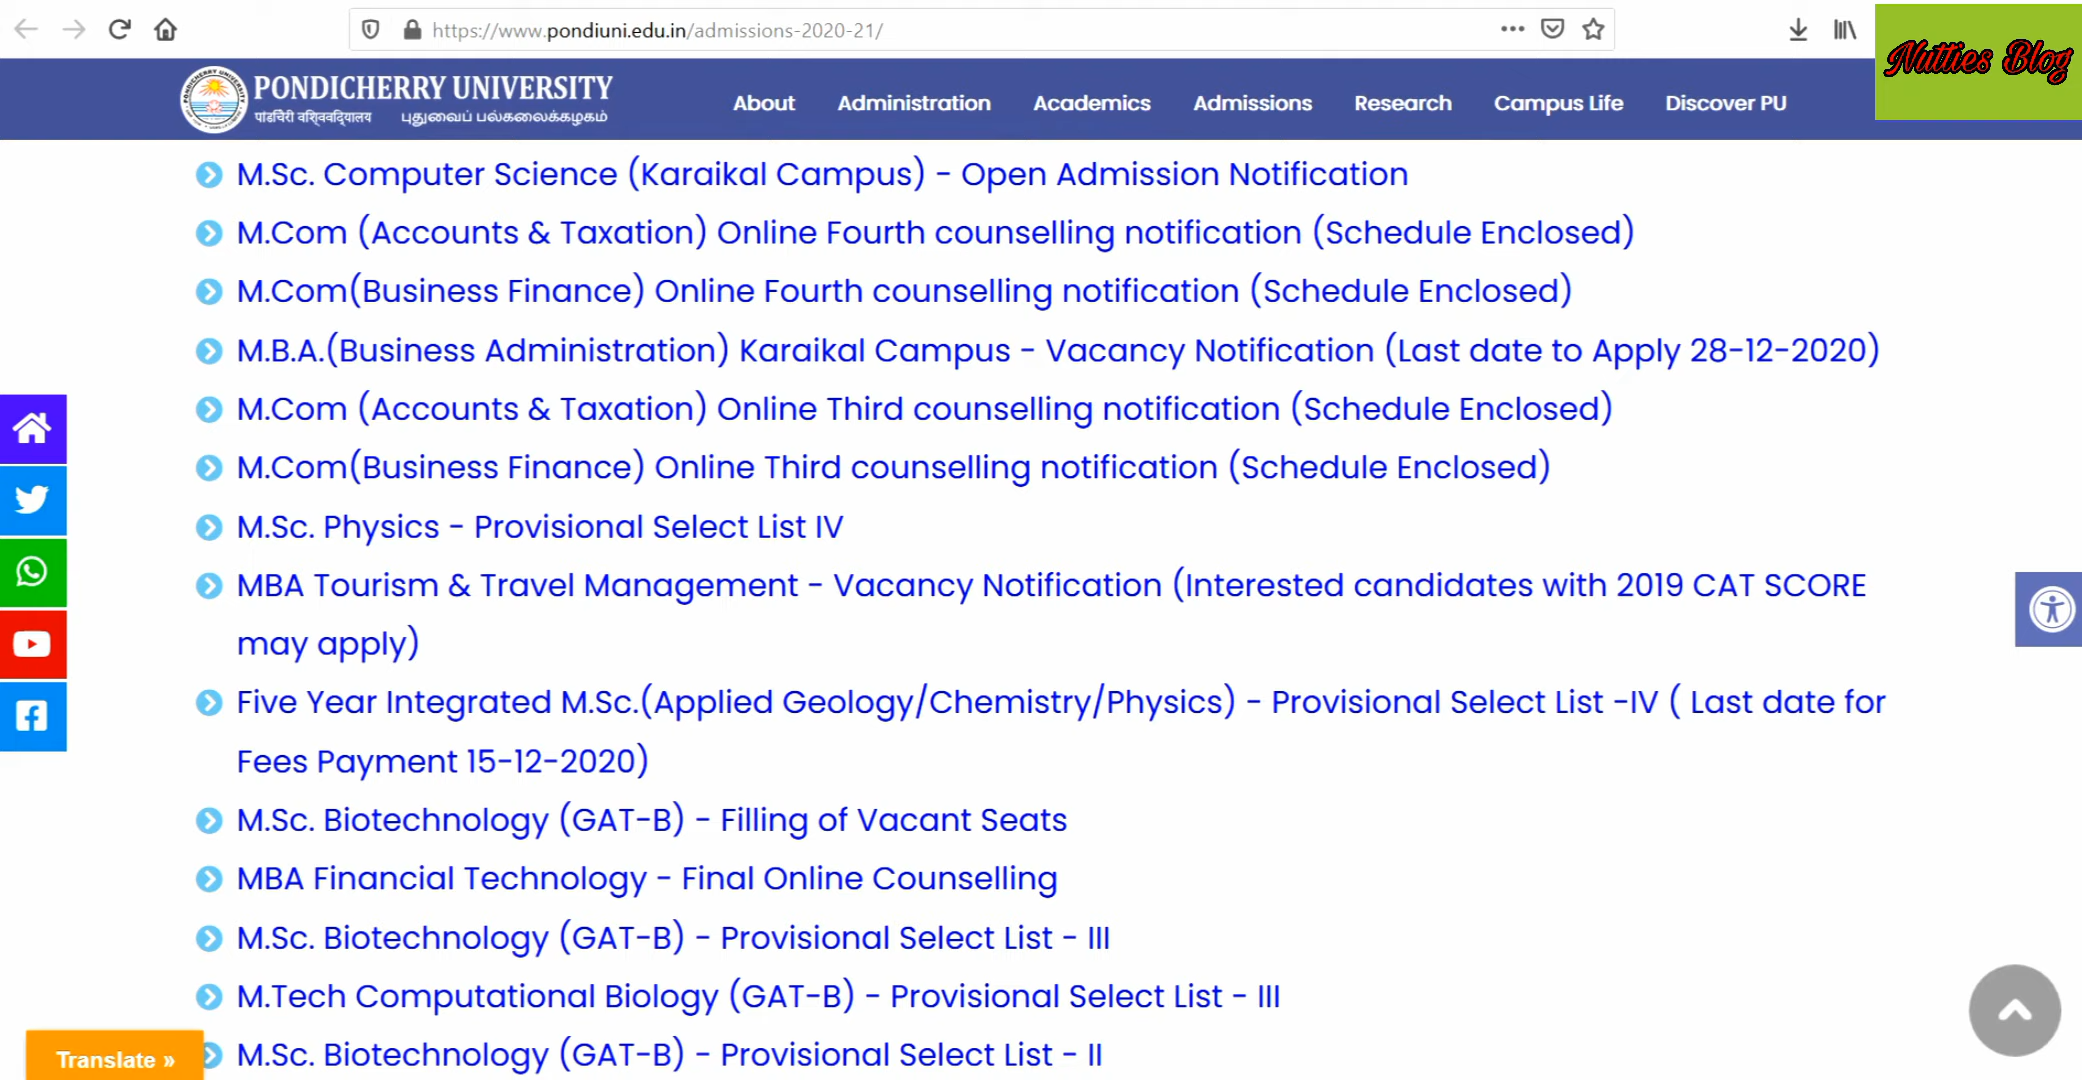 https://www.pondiuni.edu.in/admissions-2020-21/
Nutties Blog
PONDICHERRY UNIVERSITY
புதுவைப் பல்கலைக்கழகம்
About Administration Academics Admissions Research Campus Life Discover PU
M.Sc. Computer Science (Karaikal Campus) - Open Admission Notification
M.Com (Accounts & Taxation) Online Fourth counselling notification (Schedule Enclosed)
M.Com(Business Finance) Online Fourth counselling notification (Schedule Enclosed)
M.B.A.(Business Administration) Karaikal Campus - Vacancy Notification (Last date to Apply 28-12-2020)
M.Com (Accounts & Taxation) Online Third counselling notification (Schedule Enclosed)
M.Com(Business Finance) Online Third counselling notification (Schedule Enclosed)
M.Sc. Physics - Provisional Select List IV
MBA Tourism & Travel Management - Vacancy Notification (Interested candidates with 2019 CAT SCORE
may apply)
Five Year Integrated M.Sc.(Applied Geology/Chemistry/Physics) - Provisional Select List -IV ( Last date for
Fees Payment 15-12-2020)
M.Sc. Biotechnology (GAT-B) - Filling of Vacant Seats
MBA Financial Technology - Final Online Counselling
M.Sc. Biotechnology (GAT-B) - Provisional Select List - III
M.Tech Computational Biology (GAT-B) - Provisional Select List - III
M.Sc. Biotechnology (GAT-B) - Provisional Select List - II
Translate »